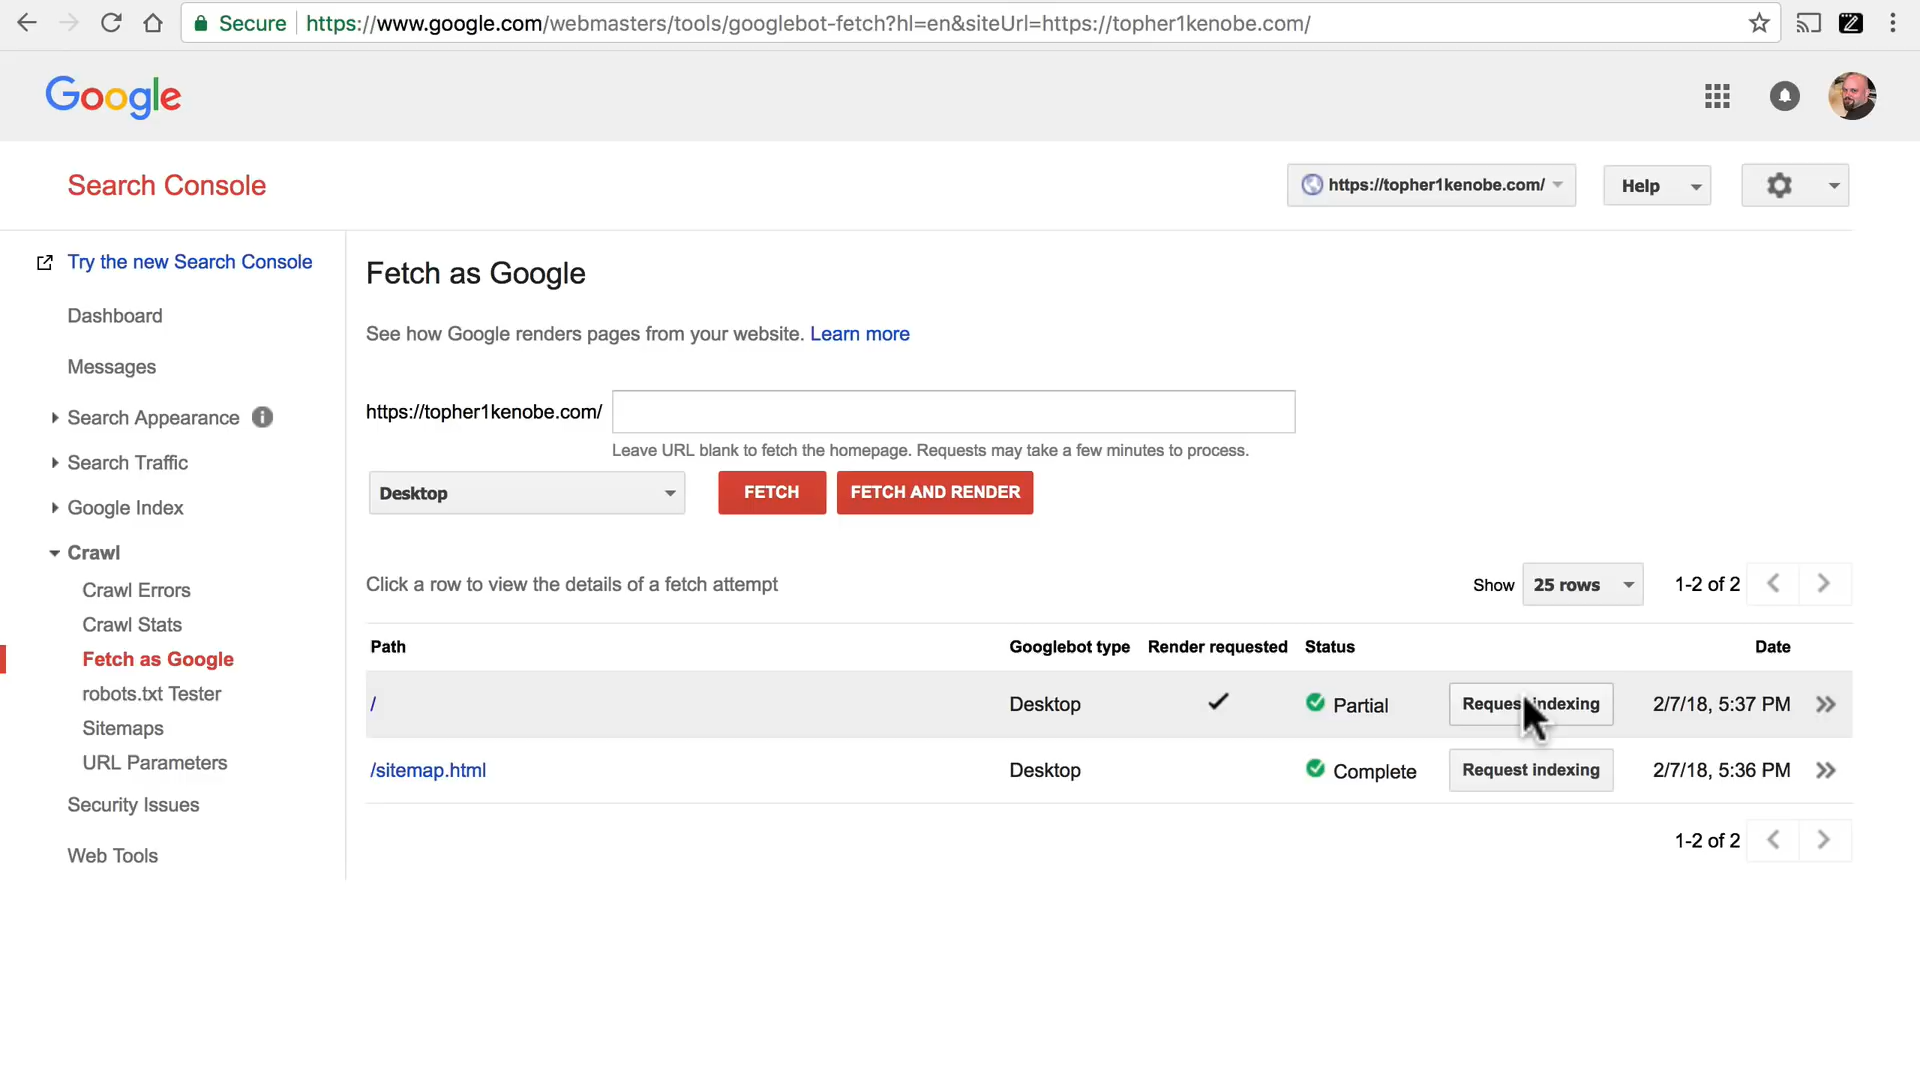 Secure https://www.google.com/webmasters/tools/googlebot-fetch?hl=en&siteUrl=https://topher1kenobe.com/
Google
Search Console
https://topher1kenobe.com/
Help
Try the new Search Console
Dashboard
Messages
Search Appearance
Search Traffic
Google Index
Crawl
Crawl Errors
Crawl Stats
Fetch as Google
robots.txt Tester
Sitemaps
URL Parameters
Security Issues
Web Tools
Fetch as Google
See how Google renders pages from your website. Learn more
https://topher1kenobe.com/
Leave URL blank to fetch the homepage. Requests may take a few minutes to process.
Desktop FETCH FETCH AND RENDER
Click a row to view the details of a fetch attempt Show 25 rows 1-2 of 2
Path Googlebot type Render requested Status Date
/ Desktop Partial Request indexing 2/7/18, 5:37 PM
/sitemap.html Desktop Complete Request indexing 2/7/18, 5:36 PM
1-2 of 2